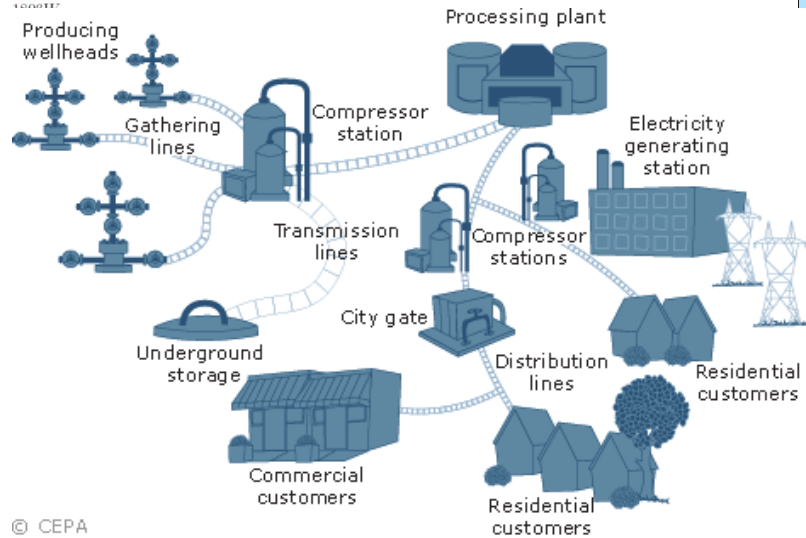 Processing plant
Producing
wellheads
Gathering
lines
Compressor
station
Electricity
generating
station
Transmission
lines
Compressor
stations
City gate
Underground
storage
Distribution
lines
Residential
customers
Commercial
customers
Residential
customers
© CEPA